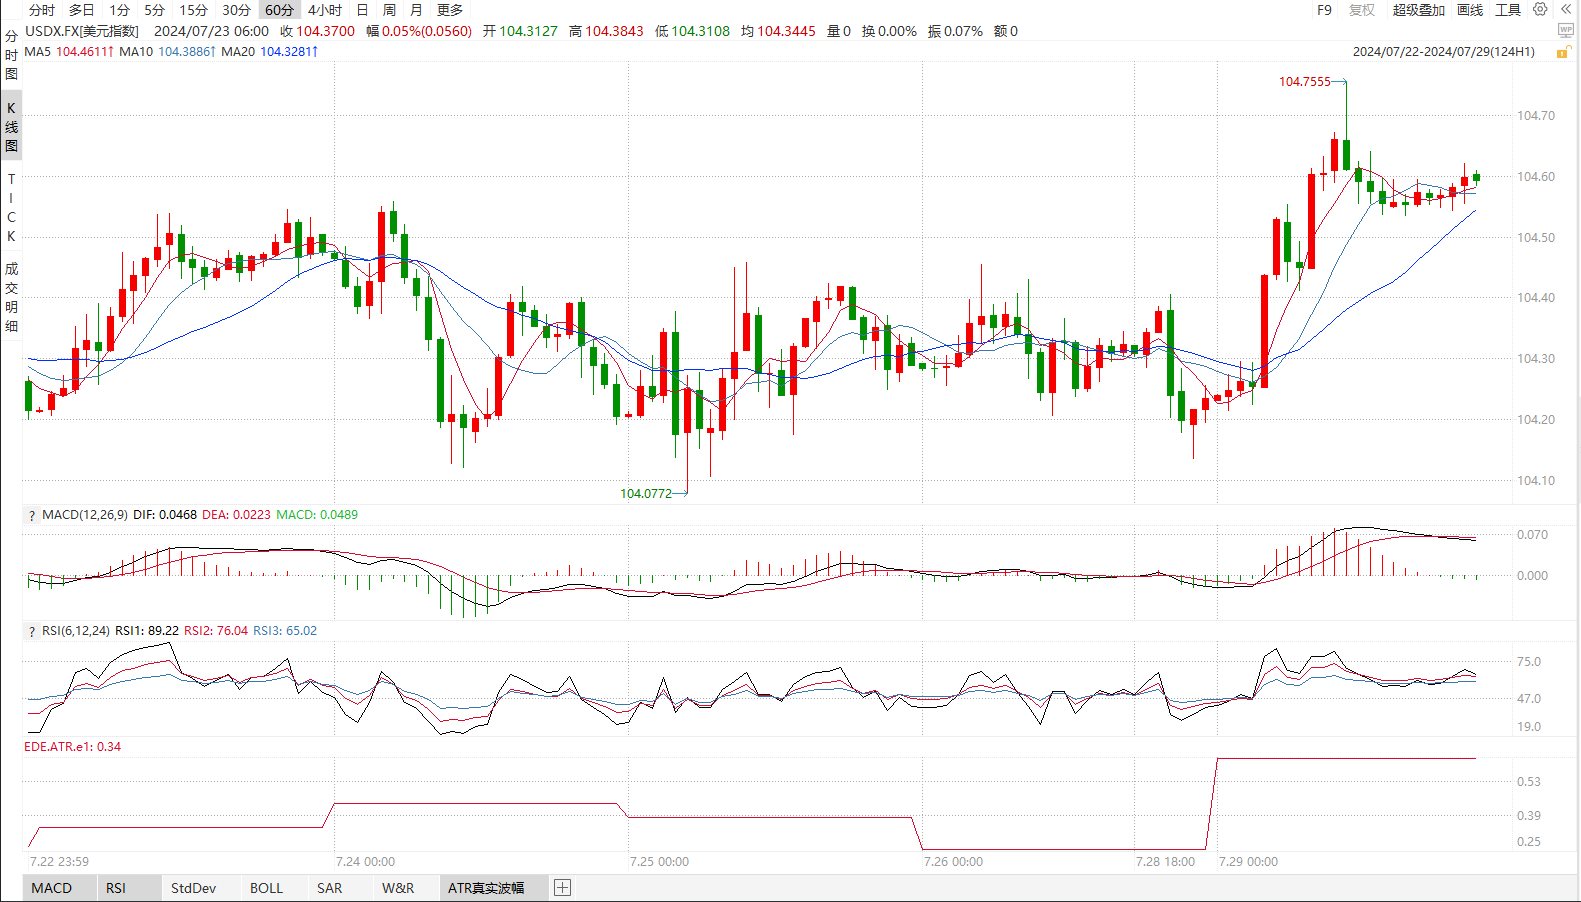 分时 多日 1分 5分 15分 30分 60分 4小时 日 周 月 更多 F9 复权 超级叠加 画线 工具
USDX.FX[美元指数] 2024/07/23 06:00 收 104.3700 幅 0.05%(0.0560) 开 104.3127 高 104.3843 低 104.3108 均 104.3445 量 0 换 0.00% 振 0.07% 额 0 WP
MA5 104.4611↑ MA10 104.3886↑ MA20 104.3281↑ 2024/07/22-2024/07/29(124H1)
分时图
K线图
TICK
成交明细
104.7555
104.70
104.60
104.50
104.40
104.30
104.20
104.10
104.0772
? MACD(12,26,9) DIF: 0.0468 DEA: 0.0223 MACD: 0.0489
0.070
0.000
? RSI(6,12,24) RSI1: 89.22 RSI2: 76.04 RSI3: 65.02
75.0
47.0
19.0
EDE.ATR.e1: 0.34
0.53
0.39
0.25
7.22 23:59 7.24 00:00 7.25 00:00 7.26 00:00 7.28 18:00 7.29 00:00
MACD RSI StdDev BOLL SAR W&R ATR真实波幅